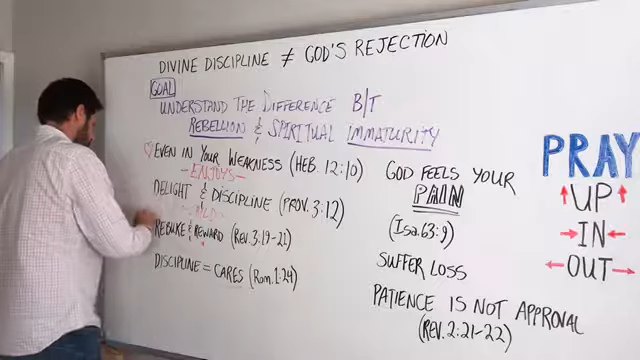 DIVINE DISCIPLINE ≠ GOD'S REJECTION
GOAL
UNDERSTAND THE DIFFERENCE B/T
REBELLION & SPIRITUAL IMMATURITY
♡ EVEN IN YOUR WEAKNESS (HEB. 12:10)
-ENJOYS-
DELIGHT & DISCIPLINE (PROV. 3:12)
REBUKE & REWARD (REV. 3:19-21)
DISCIPLINE = CARES (Rom. 1:24)
GOD FEELS YOUR
PAIN
(Isa. 63:9)
SUFFER LOSS
PATIENCE IS NOT APPROVAL
(REV. 2:21-22)
PRAY
↑UP↑
→IN←
←OUT→